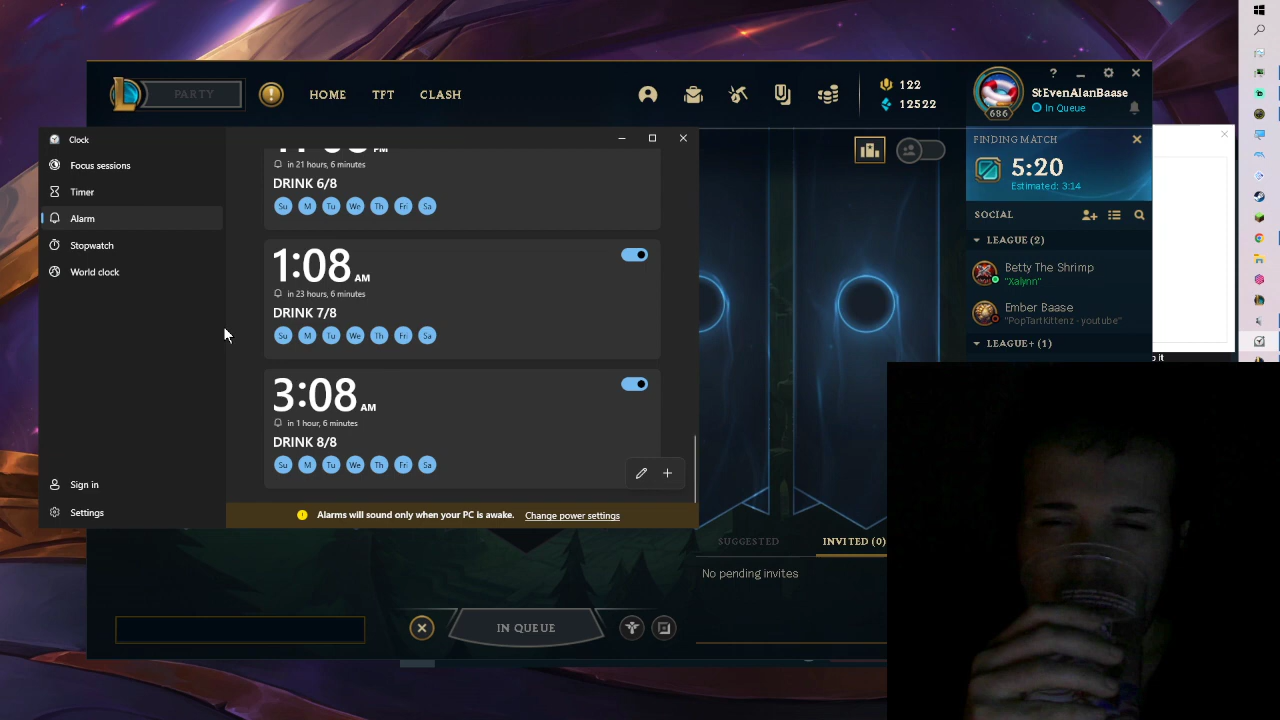 PARTY
HOME
TFT
CLASH
122
12522
686
StEvenAlanBaase
In Queue
FINDING MATCH
5:20
Estimated: 3:14
SOCIAL
LEAGUE (2)
Betty The Shrimp
"Xalynn"
Ember Baase
"PopTartKittenz - youtube"
LEAGUE+ (1)
Clock
Focus sessions
Timer
Alarm
Stopwatch
World clock
Sign in
Settings
PM
in 21 hours, 6 minutes
DRINK 6/8
Su M Tu We Th Fr Sa
1:08 AM
in 23 hours, 6 minutes
DRINK 7/8
Su M Tu We Th Fr Sa
3:08 AM
in 1 hour, 6 minutes
DRINK 8/8
Su M Tu We Th Fr Sa
Alarms will sound only when your PC is awake. Change power settings
SUGGESTED
INVITED (0)
No pending invites
IN QUEUE